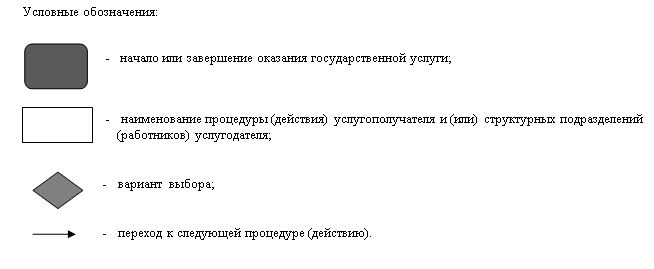 Условные обозначения:
- начало или завершение оказания государственной услуги;
- наименование процедуры (действия) услугополучателя и (или) структурных подразделений
(работников) услугодателя;
- вариант выбора;
- переход к следующей процедуре (действию).